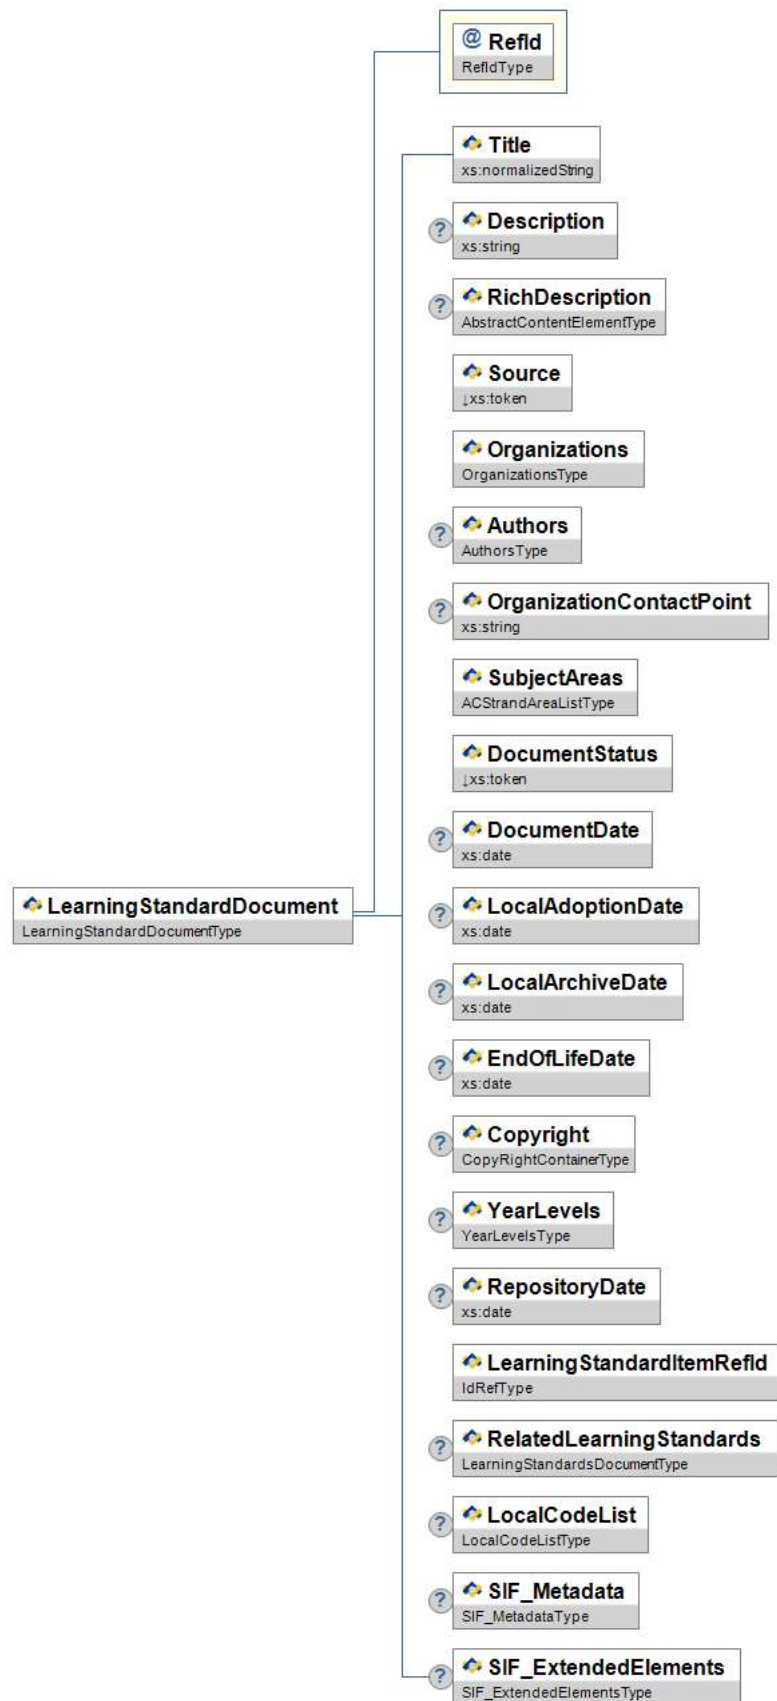 @ RefId
RefIdType
Title
xs:normalizedString
? Description
xs:string
? RichDescription
AbstractContentElementType
Source
↓xs:token
Organizations
OrganizationsType
? Authors
AuthorsType
? OrganizationContactPoint
xs:string
SubjectAreas
ACStrandAreaListType
DocumentStatus
↓xs:token
? DocumentDate
xs:date
LearningStandardDocument
LearningStandardDocumentType
? LocalAdoptionDate
xs:date
? LocalArchiveDate
xs:date
? EndOfLifeDate
xs:date
? Copyright
CopyRightContainerType
? YearLevels
YearLevelsType
? RepositoryDate
xs:date
LearningStandardItemRefId
IdRefType
? RelatedLearningStandards
LearningStandardsDocumentType
? LocalCodeList
LocalCodeListType
? SIF_Metadata
SIF_MetadataType
? SIF_ExtendedElements
SIF_ExtendedElementsType